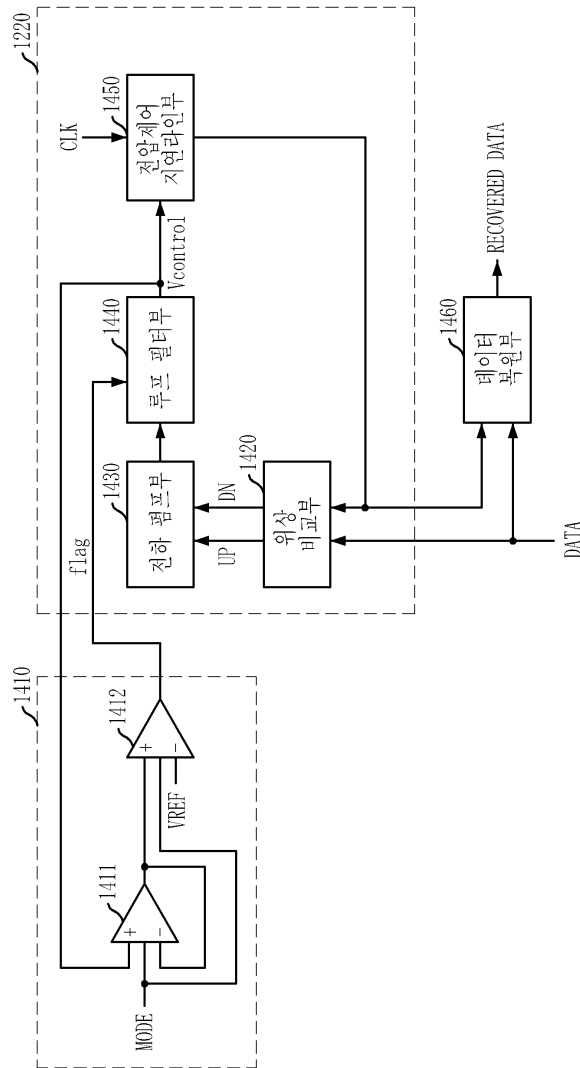 1410
1411
+
-
MODE
1412
+
-
VREF
flag
1220
1430
전하 펌프부
1440
루프 필터부
Vcontrol
CLK
1450
전압제어
지연라인부
UP
DN
1420
위상
비교부
1460
데이터
복원부
DATA
RECOVERED DATA